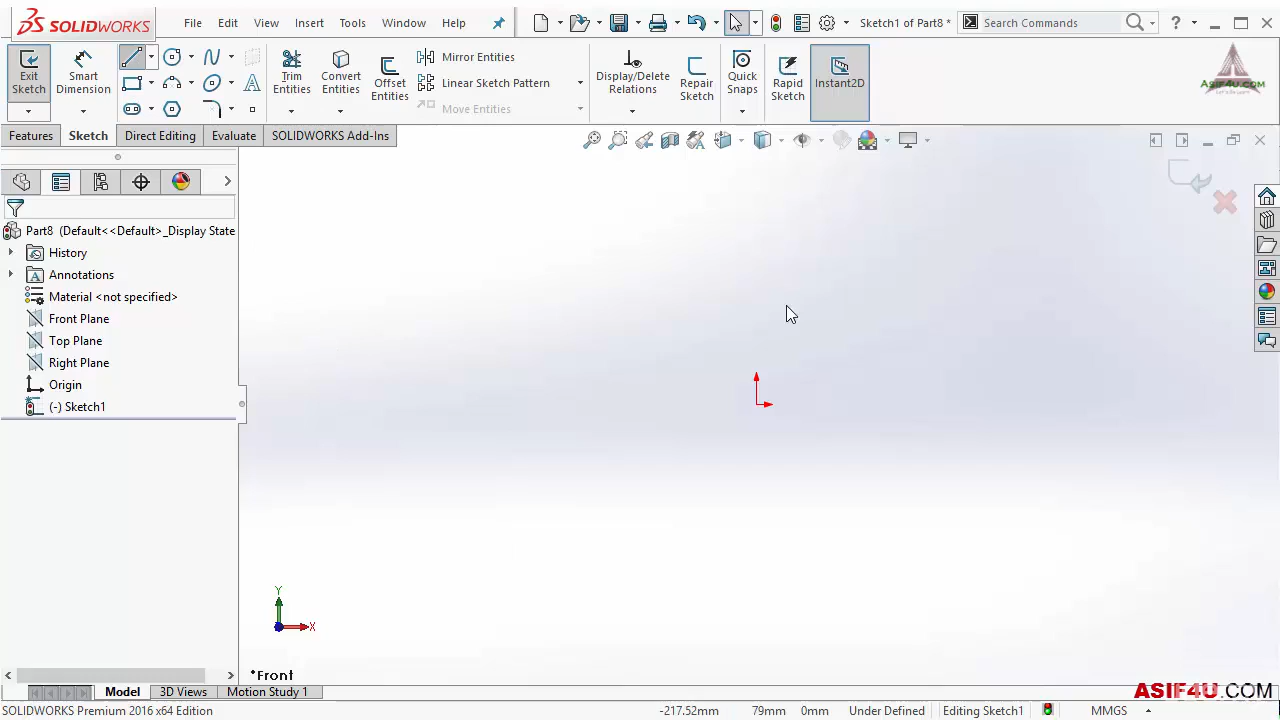 SOLIDWORKS File Edit View Insert Tools Window Help Sketch1 of Part8 * Search Commands ?
Exit Sketch
Smart Dimension
Trim Entities
Convert Entities
Offset Entities
Mirror Entities
Linear Sketch Pattern
Move Entities
Display/Delete Relations
Repair Sketch
Quick Snaps
Rapid Sketch
Instant2D
ASIF4U.COM
Features Sketch Direct Editing Evaluate SOLIDWORKS Add-Ins
Part8 (Default<<Default>_Display State
History
Annotations
Material <not specified>
Front Plane
Top Plane
Right Plane
Origin
(-) Sketch1
Y
X
*Front
Model 3D Views Motion Study 1
ASIF4U.COM
SOLIDWORKS Premium 2016 x64 Edition -217.52mm 79mm 0mm Under Defined Editing Sketch1 MMGS